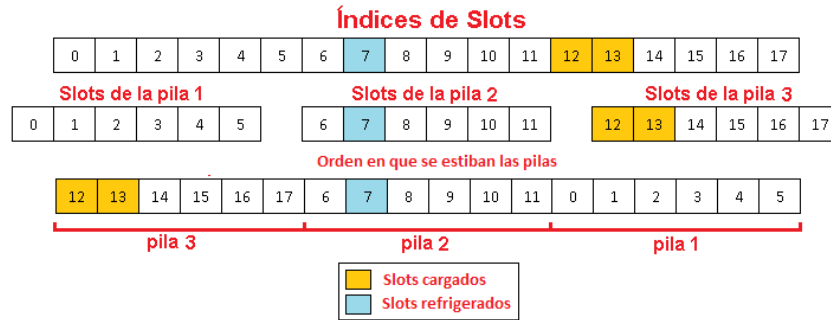 Índices de Slots
0 1 2 3 4 5 6 7 8 9 10 11 12 13 14 15 16 17
Slots de la pila 1 Slots de la pila 2 Slots de la pila 3
0 1 2 3 4 5 6 7 8 9 10 11 12 13 14 15 16 17
Orden en que se estiban las pilas
12 13 14 15 16 17 6 7 8 9 10 11 0 1 2 3 4 5
pila 3 pila 2 pila 1
Slots cargados
Slots refrigerados